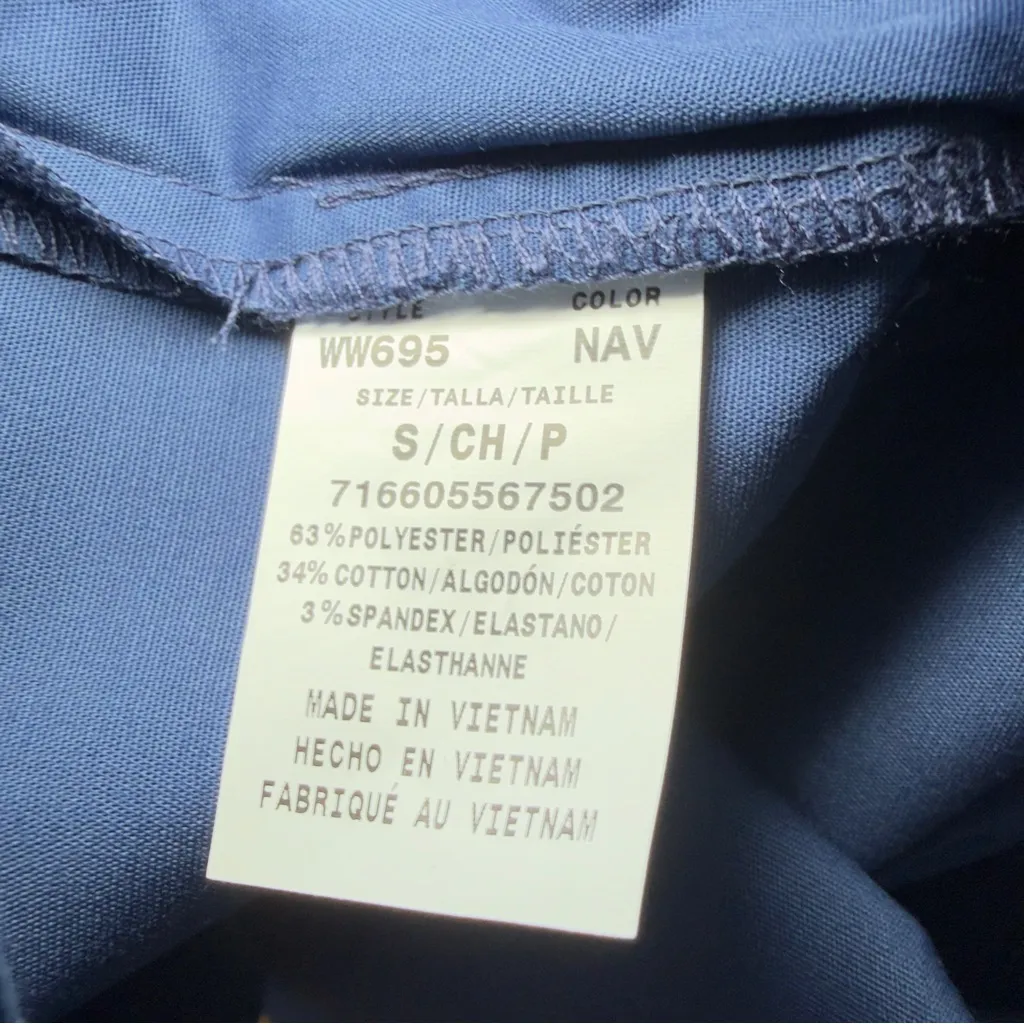 STYLE COLOR
WW695 NAV
SIZE/TALLA/TAILLE
S/CH/P
716605567502
63%POLYESTER/POLIÉSTER
34%COTTON/ALGODÓN/COTON
3%SPANDEX/ELASTANO/
ELASTHANNE
MADE IN VIETNAM
HECHO EN VIETNAM
FABRIQUÉ AU VIETNAM